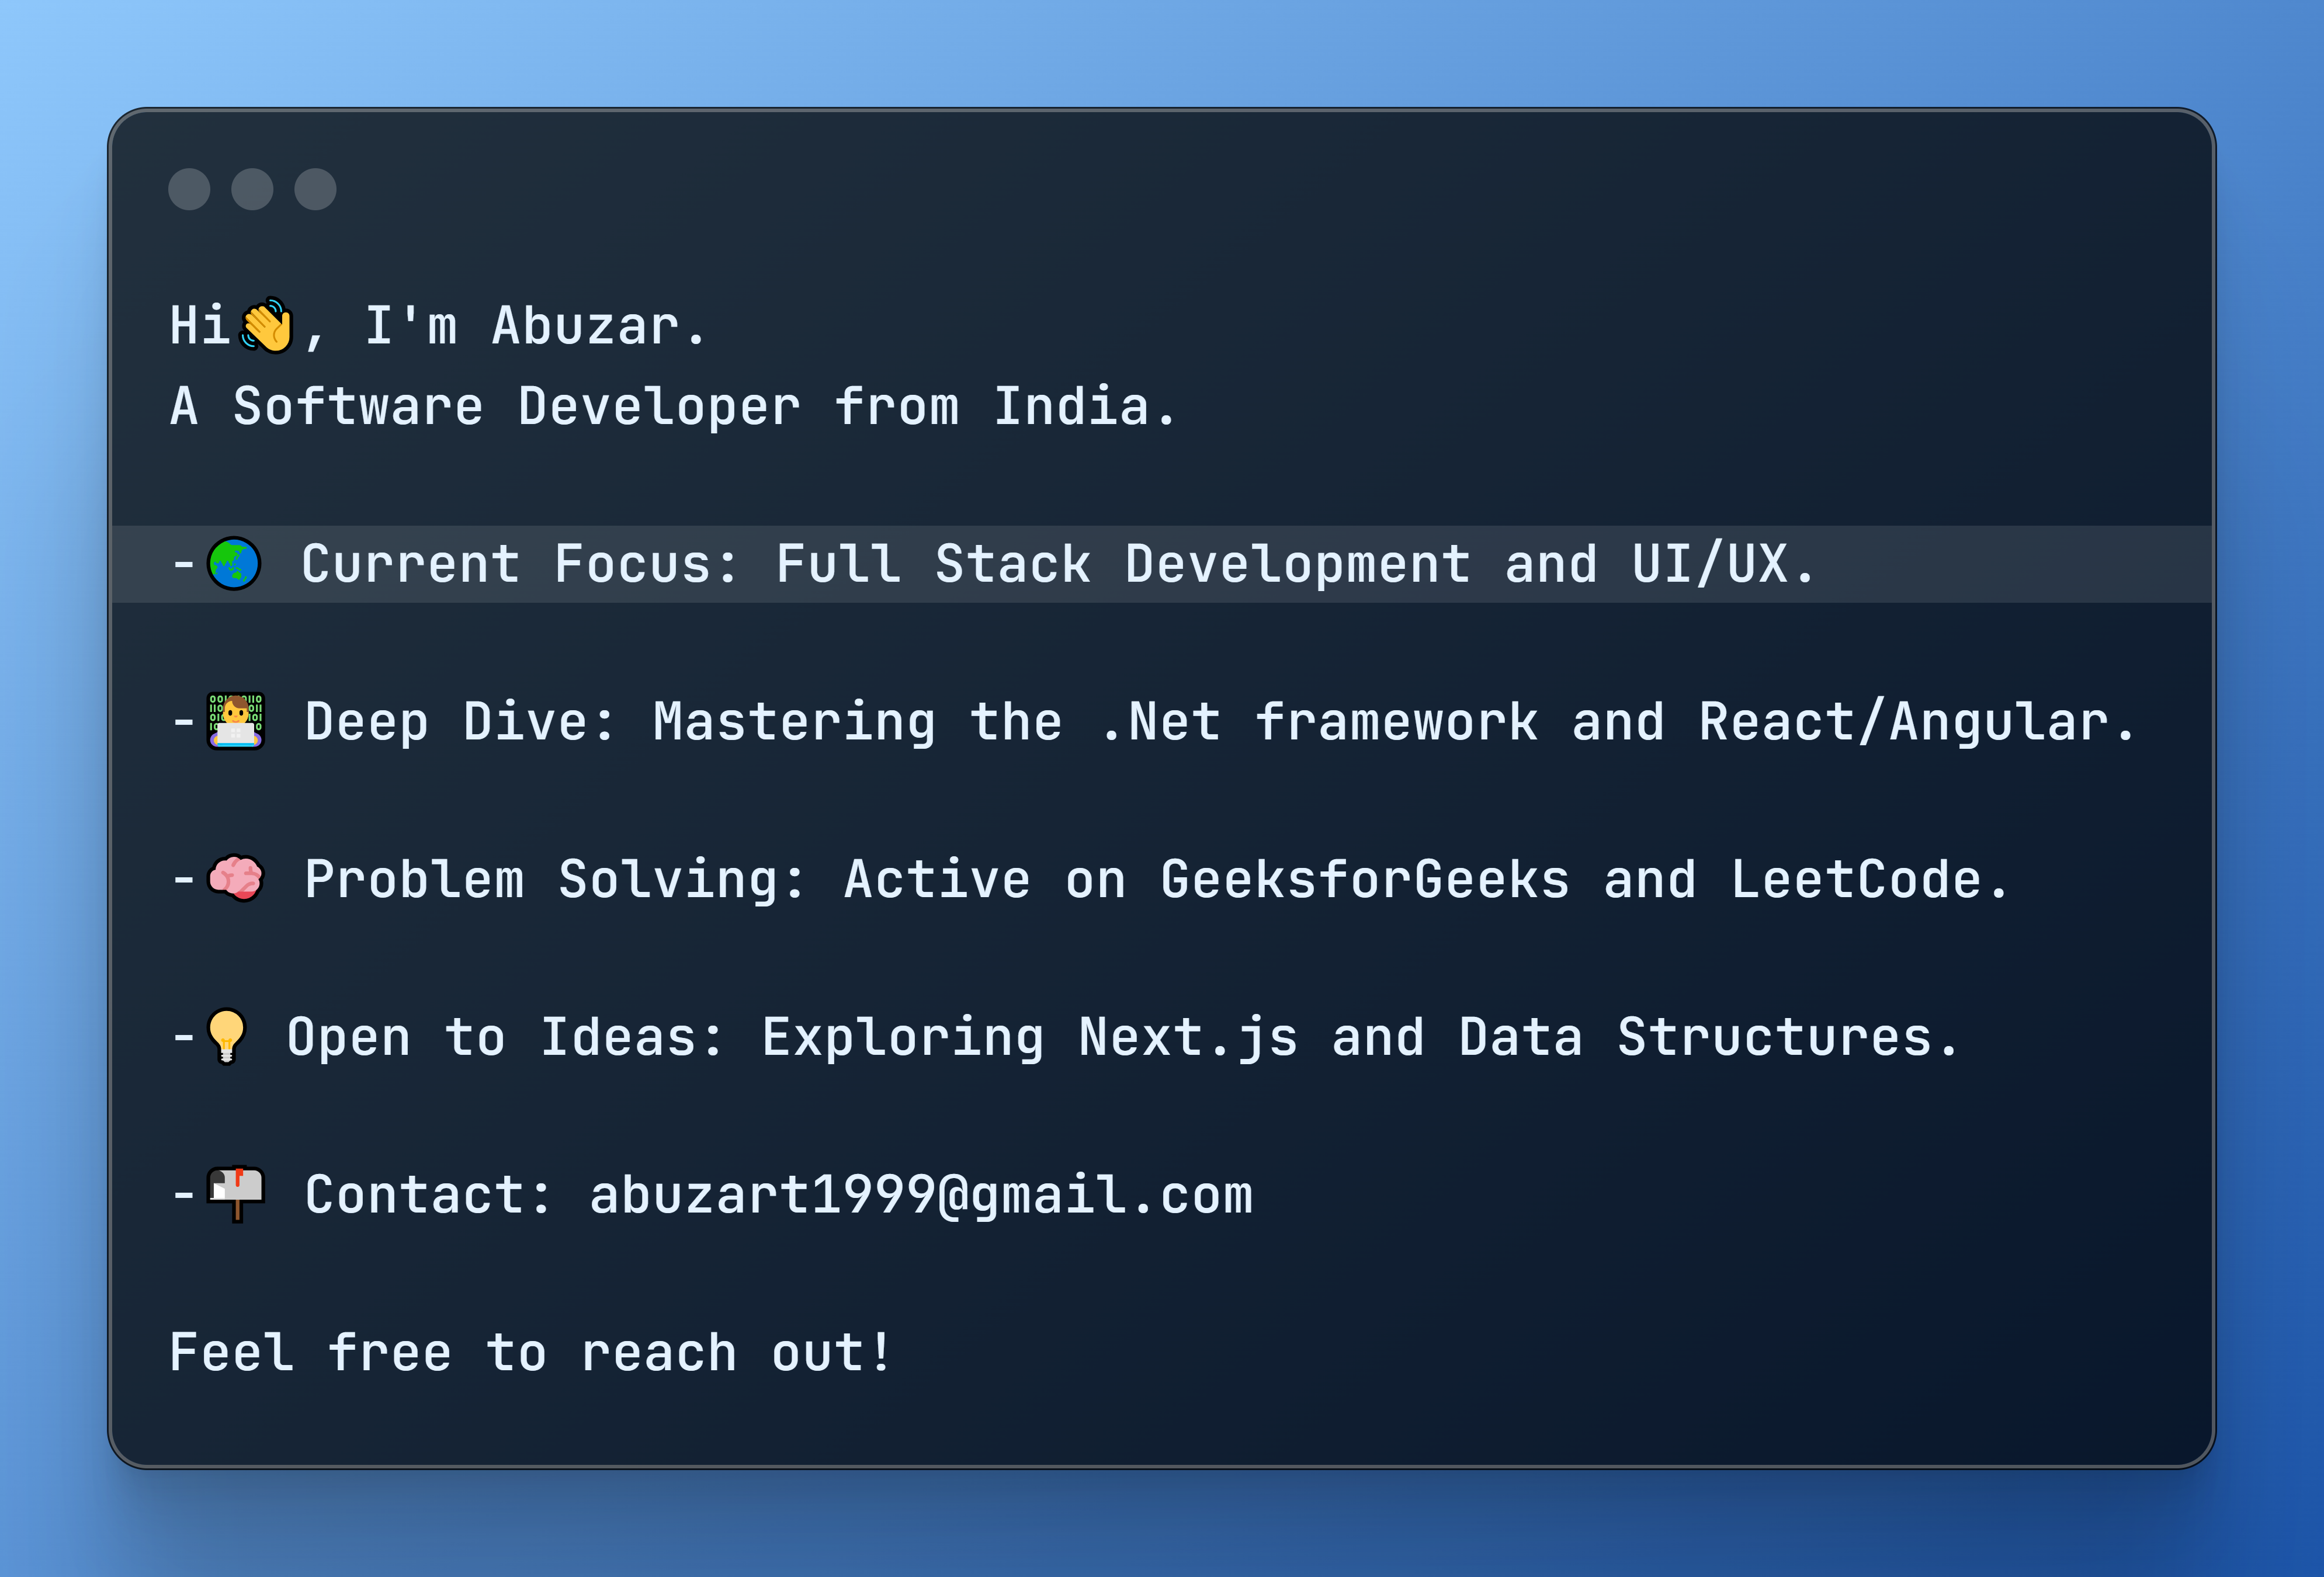 Hi👋, I'm Abuzar.
A Software Developer from India.
-🌏 Current Focus: Full Stack Development and UI/UX.
-👨‍💻 Deep Dive: Mastering the .Net framework and React/Angular.
-🧠 Problem Solving: Active on GeeksforGeeks and LeetCode.
-💡 Open to Ideas: Exploring Next.js and Data Structures.
-📬 Contact: abuzart1999@gmail.com
Feel free to reach out!